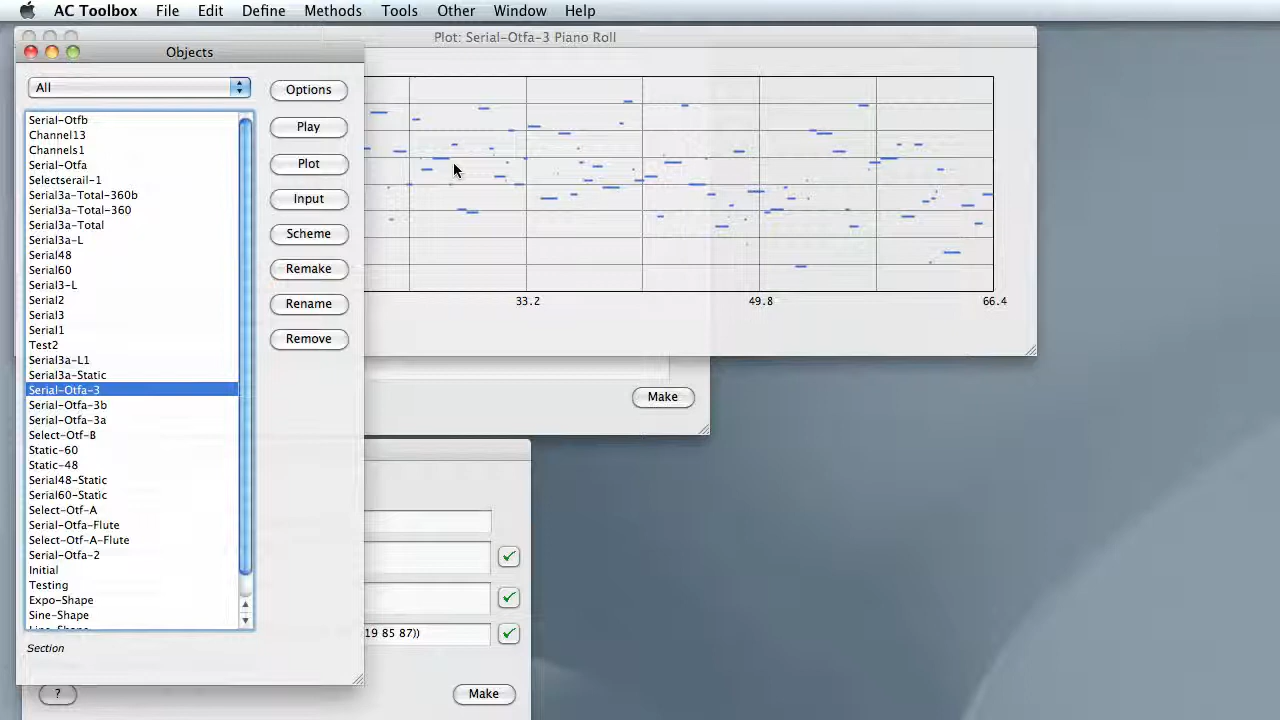 AC Toolbox File Edit Define Methods Tools Other Window Help
Plot: Serial-Otfa-3 Piano Roll
Objects
All
Options
Play
Plot
Input
Scheme
Remake
Rename
Remove
Serial-Otfb
Channel13
Channels1
Serial-Otfa
Selectserail-1
Serial3a-Total-360b
Serial3a-Total-360
Serial3a-Total
Serial3a-L
Serial48
Serial60
Serial3-L
Serial2
Serial3
Serial1
Test2
Serial3a-L1
Serial3a-Static
Serial-Otfa-3
Serial-Otfa-3b
Serial-Otfa-3a
Select-Otf-B
Static-60
Static-48
Serial48-Static
Serial60-Static
Select-Otf-A
Serial-Otfa-Flute
Select-Otf-A-Flute
Serial-Otfa-2
Initial
Testing
Expo-Shape
Sine-Shape
Section
?
33.2 49.8 66.4
Make
19 85 87))
Make